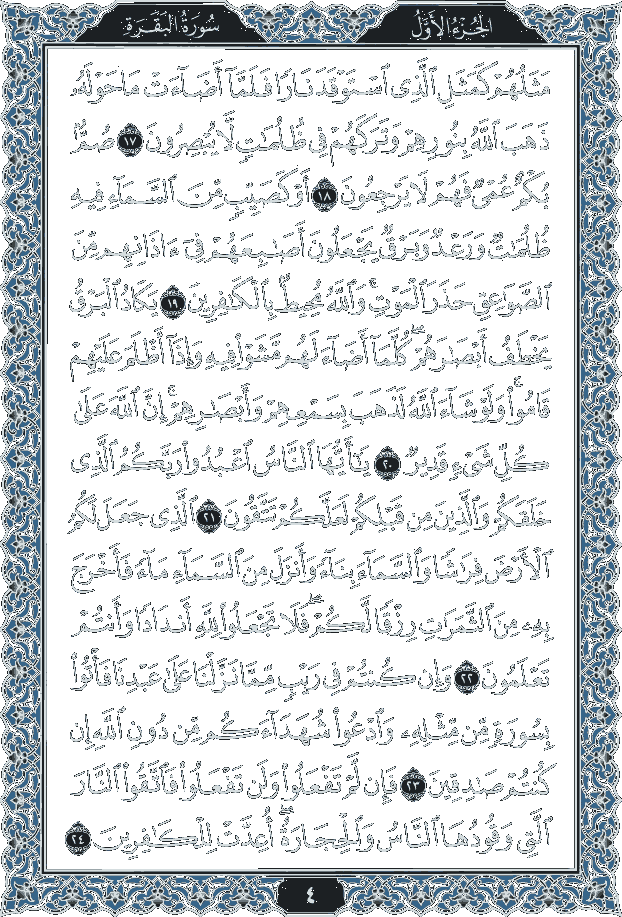 سُورَةُ البَقَرَةِ الجُزْءُ الأَوَّلُ
مَثَلُهُمْ كَمَثَلِ ٱلَّذِى ٱسْتَوْقَدَ نَارًا فَلَمَّآ أَضَآءَتْ مَا حَوْلَهُۥ
ذَهَبَ ٱللَّهُ بِنُورِهِمْ وَتَرَكَهُمْ فِى ظُلُمَٰتٍ لَّا يُبْصِرُونَ ١٧ صُمٌّۢ
بُكْمٌ عُمْىٌ فَهُمْ لَا يَرْجِعُونَ ١٨ أَوْ كَصَيِّبٍ مِّنَ ٱلسَّمَآءِ فِيهِ
ظُلُمَٰتٌ وَرَعْدٌ وَبَرْقٌ يَجْعَلُونَ أَصَٰبِعَهُمْ فِىٓ ءَاذَانِهِم مِّنَ
ٱلصَّوَٰعِقِ حَذَرَ ٱلْمَوْتِ ۚ وَٱللَّهُ مُحِيطٌۢ بِٱلْكَٰفِرِينَ ١٩ يَكَادُ ٱلْبَرْقُ
يَخْطَفُ أَبْصَٰرَهُمْ ۖ كُلَّمَآ أَضَآءَ لَهُم مَّشَوْا۟ فِيهِ وَإِذَآ أَظْلَمَ عَلَيْهِمْ
قَامُوا۟ ۚ وَلَوْ شَآءَ ٱللَّهُ لَذَهَبَ بِسَمْعِهِمْ وَأَبْصَٰرِهِمْ ۚ إِنَّ ٱللَّهَ عَلَىٰ
كُلِّ شَىْءٍ قَدِيرٌ ٢٠ يَٰٓأَيُّهَا ٱلنَّاسُ ٱعْبُدُوا۟ رَبَّكُمُ ٱلَّذِى
خَلَقَكُمْ وَٱلَّذِينَ مِن قَبْلِكُمْ لَعَلَّكُمْ تَتَّقُونَ ٢١ ٱلَّذِى جَعَلَ لَكُمُ
ٱلْأَرْضَ فِرَٰشًا وَٱلسَّمَآءَ بِنَآءً وَأَنزَلَ مِنَ ٱلسَّمَآءِ مَآءً فَأَخْرَجَ
بِهِۦ مِنَ ٱلثَّمَرَٰتِ رِزْقًا لَّكُمْ ۖ فَلَا تَجْعَلُوا۟ لِلَّهِ أَندَادًا وَأَنتُمْ
تَعْلَمُونَ ٢٢ وَإِن كُنتُمْ فِى رَيْبٍ مِّمَّا نَزَّلْنَا عَلَىٰ عَبْدِنَا فَأْتُوا۟
بِسُورَةٍ مِّن مِّثْلِهِۦ وَٱدْعُوا۟ شُهَدَآءَكُم مِّن دُونِ ٱللَّهِ إِن
كُنتُمْ صَٰدِقِينَ ٢٣ فَإِن لَّمْ تَفْعَلُوا۟ وَلَن تَفْعَلُوا۟ فَٱتَّقُوا۟ ٱلنَّارَ
ٱلَّتِى وَقُودُهَا ٱلنَّاسُ وَٱلْحِجَارَةُ ۖ أُعِدَّتْ لِلْكَٰفِرِينَ ٢٤
٤